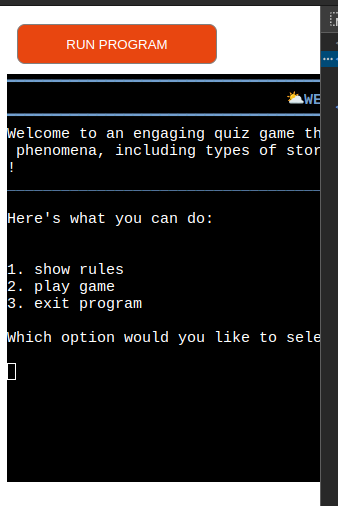 RUN PROGRAM
⛅WE
Welcome to an engaging quiz game th
phenomena, including types of stor
!
Here's what you can do:
1. show rules
2. play game
3. exit program
Which option would you like to sele